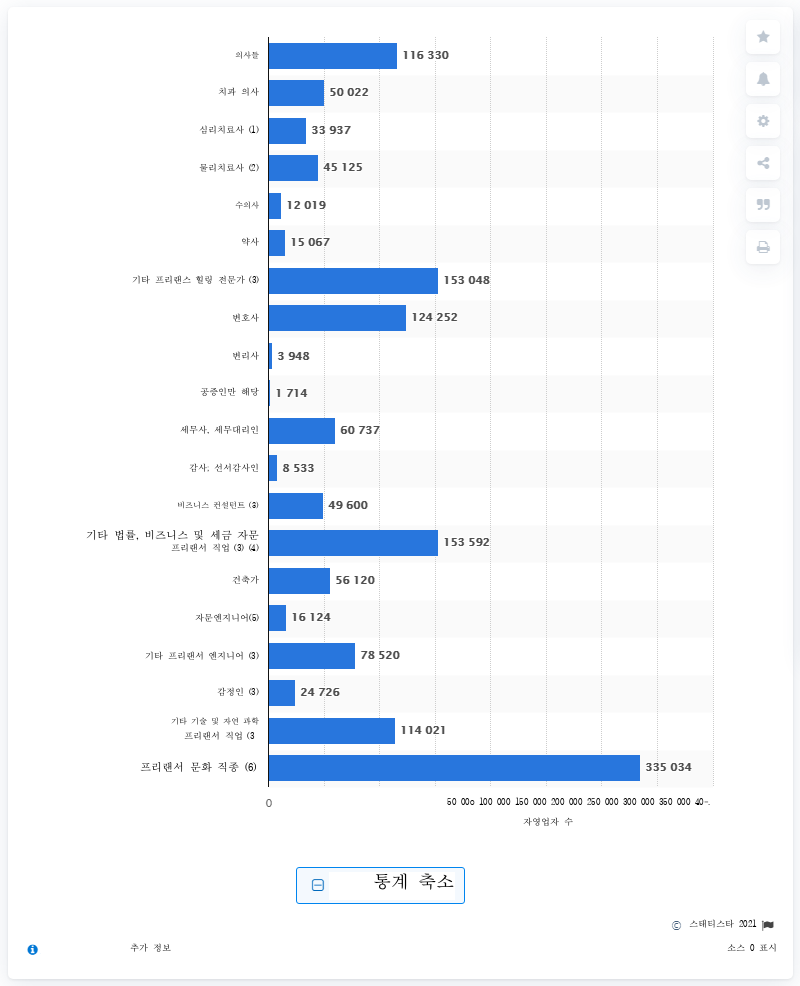 의사들
116 330
치과 의사
50 022
심리치료사 (1)
33 937
물리치료사 (2)
45 125
수의사
12 019
약사
15 067
기타 프리랜스 힐링 전문가 (3)
153 048
변호사
124 252
변리사
3 948
공증인만 해당
1 714
세무사, 세무대리인
60 737
감사; 선서감사인
8 533
비즈니스 컨설턴트 (3)
49 600
기타 법률, 비즈니스 및 세금 자문
프리랜서 직업 (3) (4)
153 592
건축가
56 120
자문엔지니어(5)
16 124
기타 프리랜서 엔지니어 (3)
78 520
감정인 (3)
24 726
기타 기술 및 자연 과학
프리랜서 직업 (3
114 021
프리랜서 문화 직종 (6)
335 034
0 50 00o 100 000 150 000 200 000 250 000 300 000 350 000 40
자영업자 수
통계 축소
© 스태티스타 2021
추가 정보
소스 0 표시